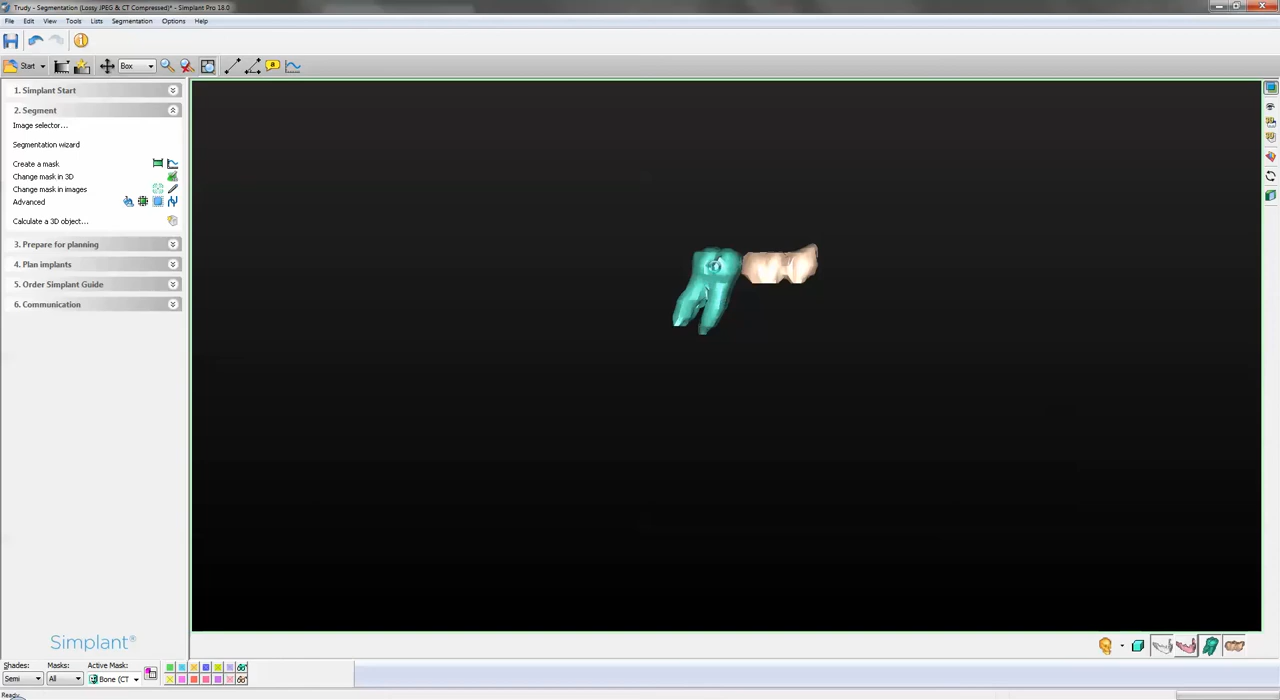 Trudy - Segmentation (Lossy JPEG & CT Compressed)* - Simplant Pro 18.0
File Edit View Tools Lists Segmentation Options Help
Start Box
1. Simplant Start
2. Segment
Image selector...
Segmentation wizard
Create a mask
Change mask in 3D
Change mask in images
Advanced
Calculate a 3D object...
3. Prepare for planning
4. Plan implants
5. Order Simplant Guide
6. Communication
Simplant®
Shades: Masks: Active Mask:
Semi All Bone (CT
Ready